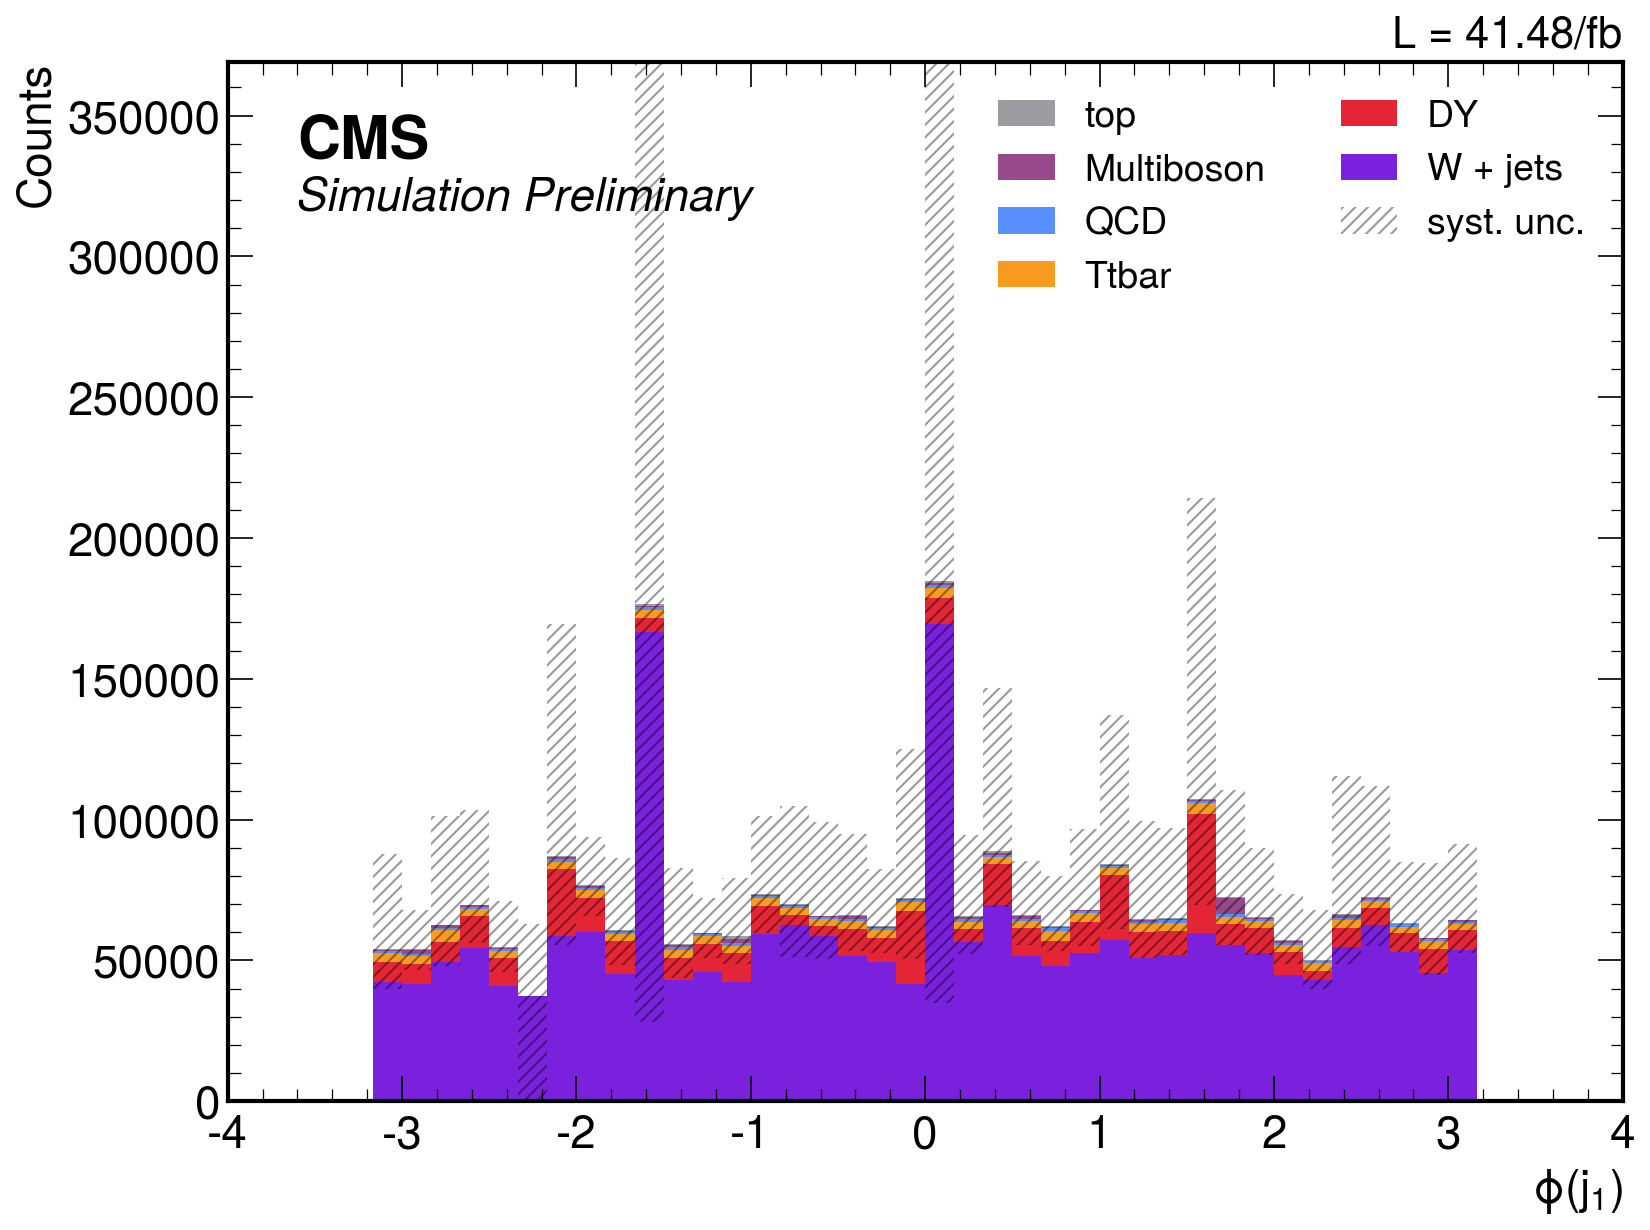 L = 41.48/fb
Counts
CMS
Simulation Preliminary
top
Multiboson
QCD
Ttbar
DY
W + jets
syst. unc.
350000
300000
250000
200000
150000
100000
50000
0
-4 -3 -2 -1 0 1 2 3 4
ϕ(j₁)